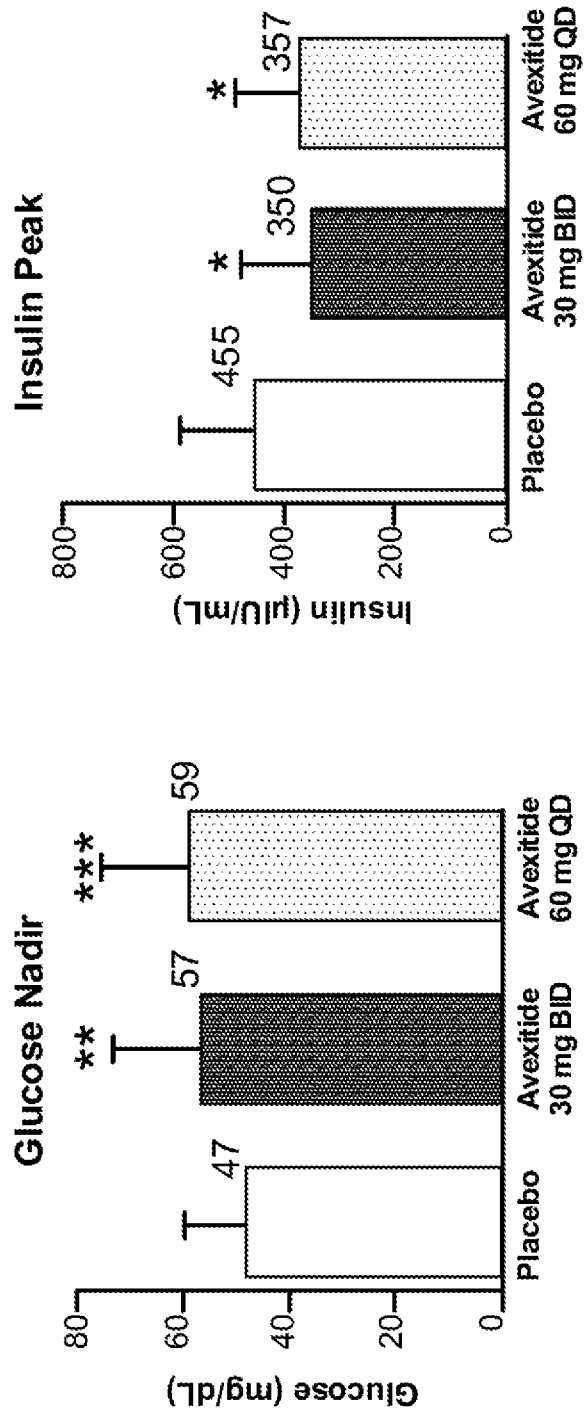 Glucose Nadir
Glucose (mg/dL)
80
60
40
20
0
47
**
57
***
59
Placebo
Avexitide
30 mg BID
Avexitide
60 mg QD
Insulin Peak
Insulin (µIU/mL)
800
600
400
200
0
455
*
350
*
357
Placebo
Avexitide
30 mg BID
Avexitide
60 mg QD